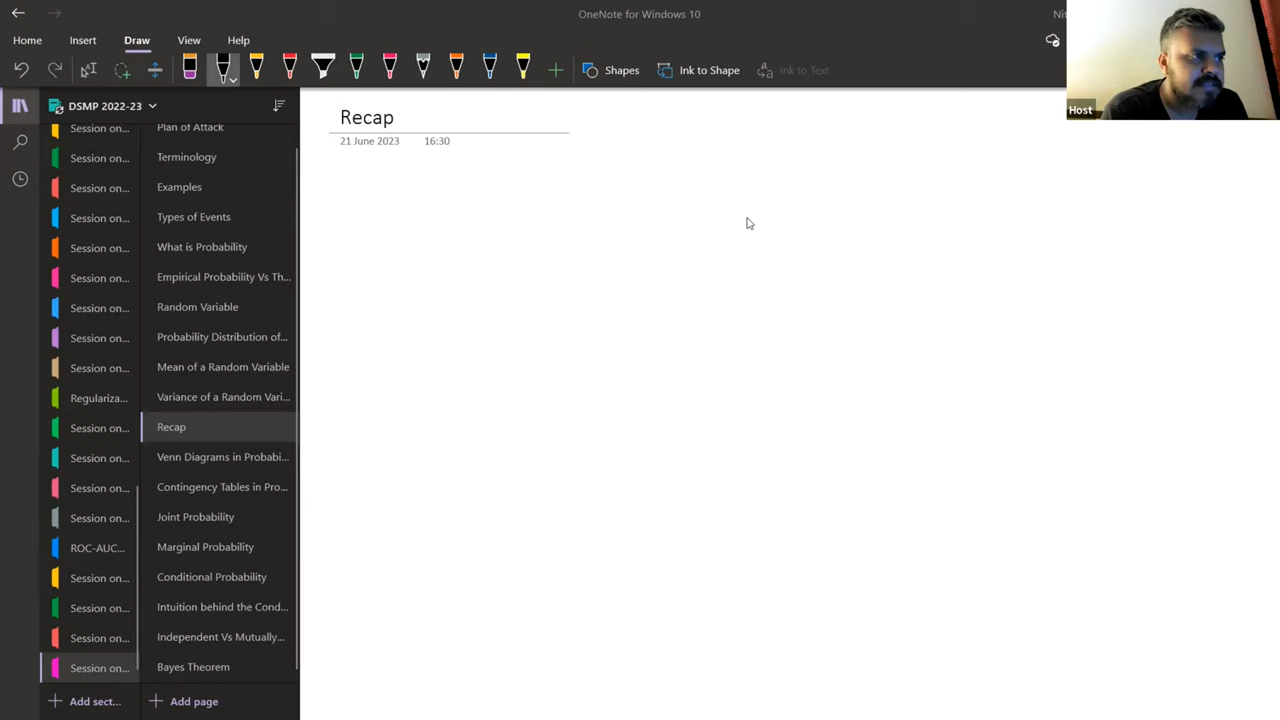 OneNote for Windows 10
Home
Insert
Draw
View
Help
Shapes
Ink to Shape
Ink to Text
Host
DSMP 2022-23
Session on...
Session on...
Session on...
Session on...
Session on...
Session on...
Session on...
Session on...
Session on...
Regulariza...
Session on...
Session on...
Session on...
Session on...
ROC-AUC...
Session on...
Session on...
Session on...
Session on...
Add sect...
Plan of Attack
Terminology
Examples
Types of Events
What is Probability
Empirical Probability Vs Th...
Random Variable
Probability Distribution of...
Mean of a Random Variable
Variance of a Random Vari...
Recap
Venn Diagrams in Probabi...
Contingency Tables in Pro...
Joint Probability
Marginal Probability
Conditional Probability
Intuition behind the Cond...
Independent Vs Mutually...
Bayes Theorem
Add page
Recap
21 June 2023 16:30